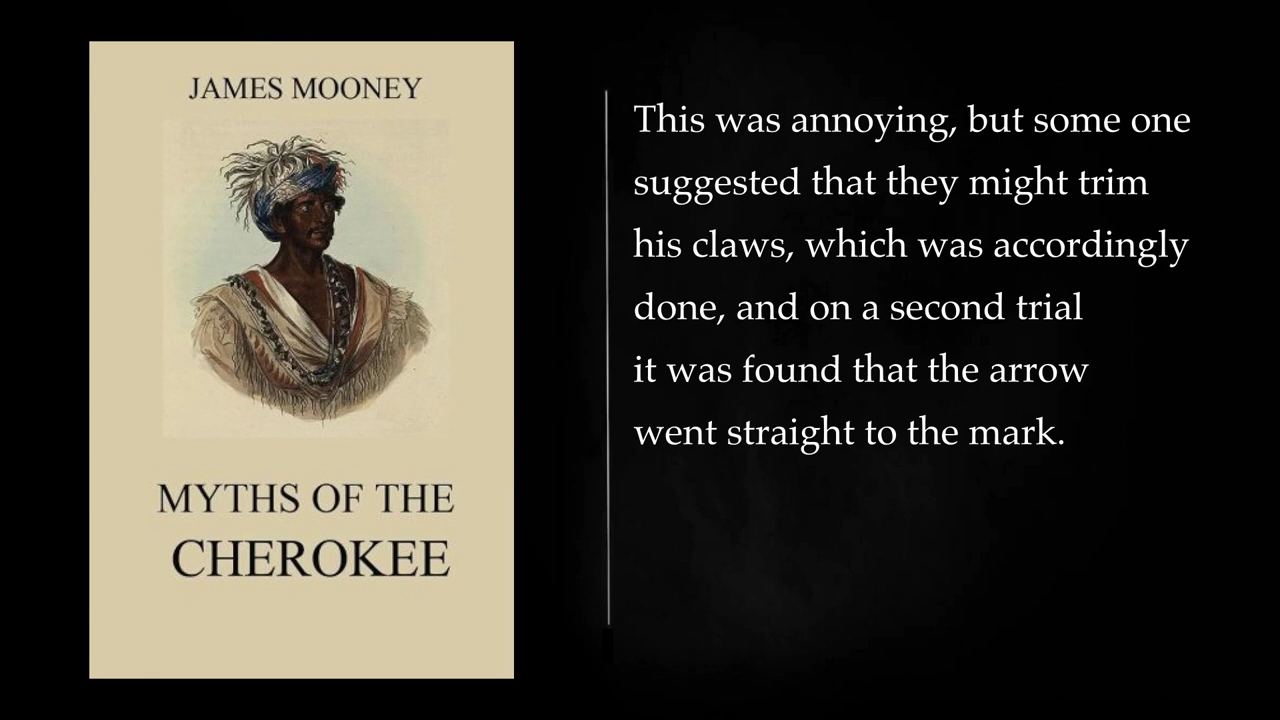 JAMES MOONEY
MYTHS OF THE
CHEROKEE
This was annoying, but some one
suggested that they might trim
his claws, which was accordingly
done, and on a second trial
it was found that the arrow
went straight to the mark.